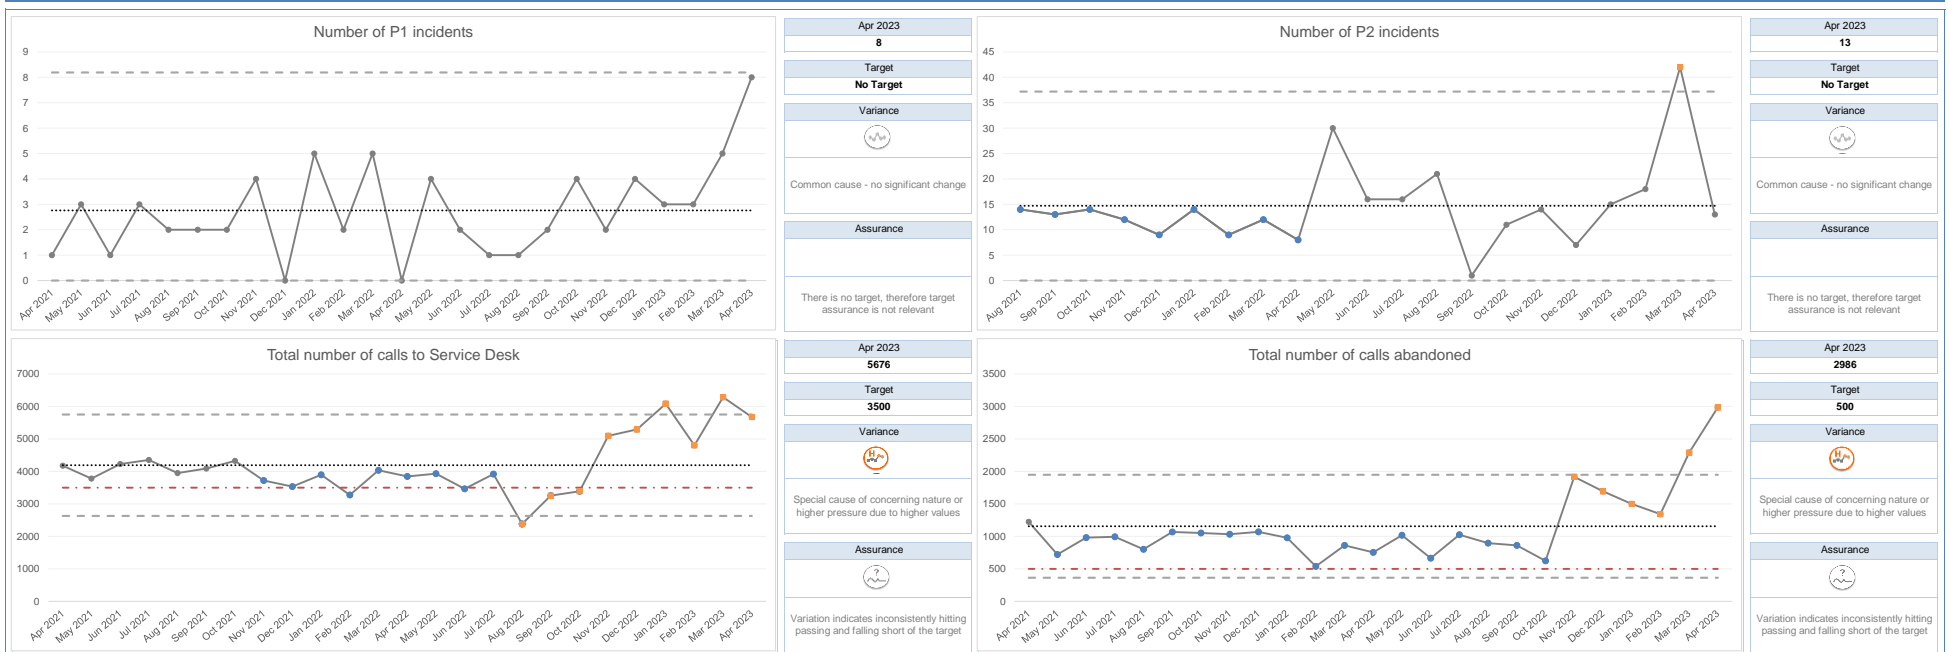 Number of P1 incidents
9
8
7
6
5
4
3
2
1
0
Apr 2021
May 2021
Jun 2021
Jul 2021
Aug 2021
Sep 2021
Oct 2021
Nov 2021
Dec 2021
Jan 2022
Feb 2022
Mar 2022
Apr 2022
May 2022
Jun 2022
Jul 2022
Aug 2022
Sep 2022
Oct 2022
Nov 2022
Dec 2022
Jan 2023
Feb 2023
Mar 2023
Apr 2023
Apr 2023
8
Target
No Target
Variance
Common cause - no significant change
Assurance
There is no target, therefore target
assurance is not relevant
Number of P2 incidents
45
40
35
30
25
20
15
10
5
0
Aug 2021
Sep 2021
Oct 2021
Nov 2021
Dec 2021
Jan 2022
Feb 2022
Mar 2022
Apr 2022
May 2022
Jun 2022
Jul 2022
Aug 2022
Sep 2022
Oct 2022
Nov 2022
Dec 2022
Jan 2023
Feb 2023
Mar 2023
Apr 2023
Apr 2023
13
Target
No Target
Variance
Common cause - no significant change
Assurance
There is no target, therefore target
assurance is not relevant
Total number of calls to Service Desk
7000
6000
5000
4000
3000
2000
1000
0
Apr 2021
May 2021
Jun 2021
Jul 2021
Aug 2021
Sep 2021
Oct 2021
Nov 2021
Dec 2021
Jan 2022
Feb 2022
Mar 2022
Apr 2022
May 2022
Jun 2022
Jul 2022
Aug 2022
Sep 2022
Oct 2022
Nov 2022
Dec 2022
Jan 2023
Feb 2023
Mar 2023
Apr 2023
Apr 2023
5676
Target
3500
Variance
H
Special cause of concerning nature or
higher pressure due to higher values
Assurance
?
Variation indicates inconsistently hitting
passing and falling short of the target
Total number of calls abandoned
3500
3000
2500
2000
1500
1000
500
0
Apr 2021
May 2021
Jun 2021
Jul 2021
Aug 2021
Sep 2021
Oct 2021
Nov 2021
Dec 2021
Jan 2022
Feb 2022
Mar 2022
Apr 2022
May 2022
Jun 2022
Jul 2022
Aug 2022
Sep 2022
Oct 2022
Nov 2022
Dec 2022
Jan 2023
Feb 2023
Mar 2023
Apr 2023
Apr 2023
2986
Target
500
Variance
H
Special cause of concerning nature or
higher pressure due to higher values
Assurance
?
Variation indicates inconsistently hitting
passing and falling short of the target